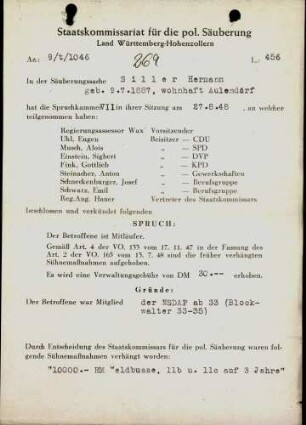 Staatskommissariat für die pol. Säuberung
Land Württemberg-Hohenzollern
Az.: 9/t/1046 869 L: 456
In der Säuberungssache Siller Hermann
geb. 9.7.1887, wohnhaft Aulendorf
hat die Spruchkammer VII in ihrer Sitzung am 27.8.48 an welcher
teilgenommen haben:
Regierungsassessor Wax Vorsitzender
Uhl, Eugen Beisitzer — CDU
Musch, Alois „ — SPD
Einstein, Sigbert „ — DVP
Fink, Gottlieb „ — KPD
Steinacher, Anton „ — Gewerkschaften
Schneckenburger, Josef „ — Berufsgruppe
Schwarz, Emil „ — Berufsgruppe
Reg.Ang. Haner Vertreter des Staatskommissars
beschlossen und verkündet folgenden
SPRUCH:
Der Betroffene ist Mitläufer.
Gemäß Art. 4 der VO. 133 vom 17. 11. 47 in der Fassung des
Art. 2 der VO. 165 vom 13. 7. 48 sind die früher verhängten
Sühnemaßnahmen aufgehoben.
Es wird eine Verwaltungsgebühr von DM 30.-- erhoben.
Gründe:
Der Betroffene war Mitglied der NSDAP ab 33 (Block-
walter 33-35)
Durch Entscheidung des Staatskommissars für die pol. Säuberung waren fol-
gende Sühnemaßnahmen verhängt worden:
"10000.- RM Geldbusse, 11b u. 11c auf 3 Jahre"